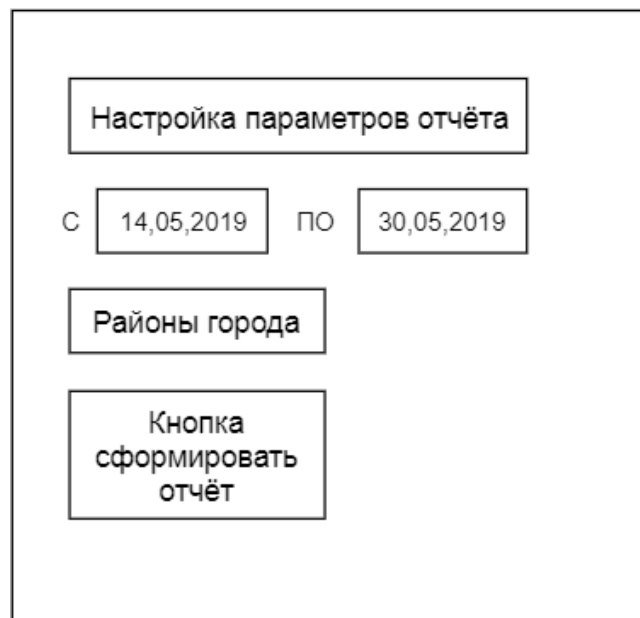 Настройка параметров отчёта
С 14,05,2019 ПО 30,05,2019
Районы города
Кнопка
сформировать
отчёт